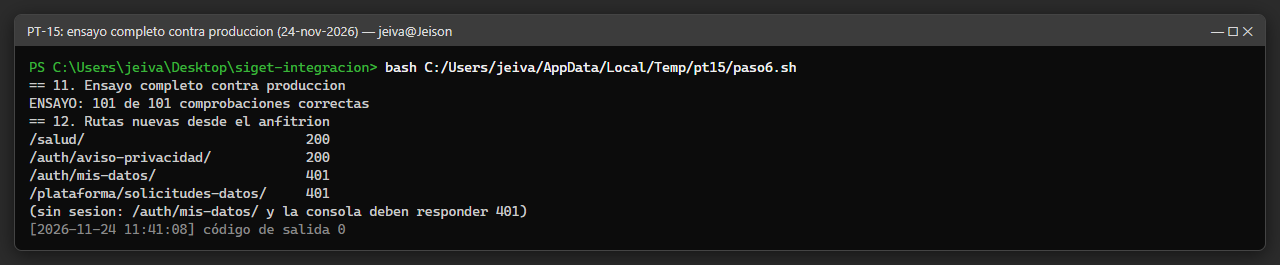 PT-15: ensayo completo contra produccion (24-nov-2026) — jeiva@Jeison
PS C:\Users\jeiva\Desktop\siget-integracion> bash C:/Users/jeiva/AppData/Local/Temp/pt15/paso6.sh
== 11. Ensayo completo contra produccion
ENSAYO: 101 de 101 comprobaciones correctas
== 12. Rutas nuevas desde el anfitrion
/salud/ 200
/auth/aviso-privacidad/ 200
/auth/mis-datos/ 401
/plataforma/solicitudes-datos/ 401
(sin sesion: /auth/mis-datos/ y la consola deben responder 401)
[2026-11-24 11:41:08] código de salida 0